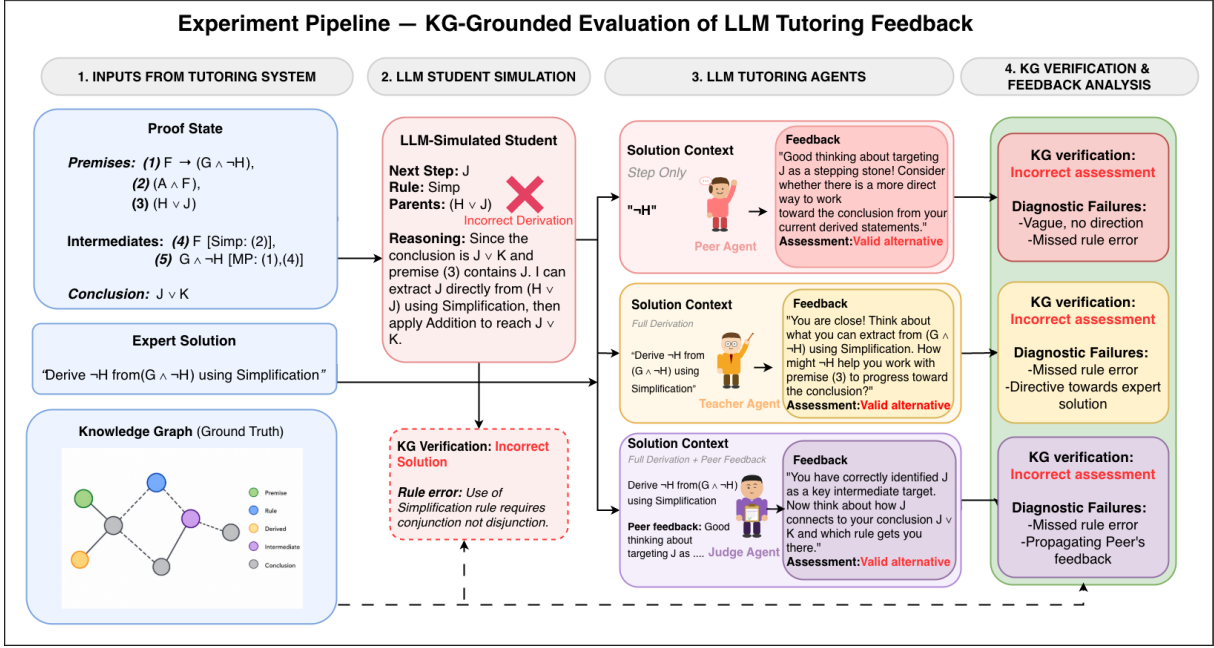 Experiment Pipeline — KG-Grounded Evaluation of LLM Tutoring Feedback
1. INPUTS FROM TUTORING SYSTEM
2. LLM STUDENT SIMULATION
3. LLM TUTORING AGENTS
4. KG VERIFICATION &
FEEDBACK ANALYSIS
Proof State
Premises: (1) F → (G ∧ ¬H),
(2) (A ∧ F),
(3) (H ∨ J)
Intermediates: (4) F [Simp: (2)],
(5) G ∧ ¬H [MP: (1),(4)]
Conclusion: J ∨ K
Expert Solution
“Derive ¬H from(G ∧ ¬H) using Simplification”
Knowledge Graph (Ground Truth)
Premise
Rule
Derived
Intermediate
Conclusion
LLM-Simulated Student
Next Step: J
Rule: Simp
Parents: (H ∨ J)
Incorrect Derivation
Reasoning: Since the
conclusion is J ∨ K and
premise (3) contains J. I can
extract J directly from (H ∨
J) using Simplification, then
apply Addition to reach J ∨
K.
KG Verification: Incorrect
Solution
Rule error: Use of
Simplification rule requires
conjunction not disjunction.
Solution Context
Step Only
"¬H"
Peer Agent
Feedback
"Good thinking about targeting
J as a stepping stone! Consider
whether there is a more direct
way to work
toward the conclusion from your
current derived statements."
Assessment:Valid alternative
Solution Context
Full Derivation
“Derive ¬H from
(G ∧ ¬H) using
Simplification”
Teacher Agent
Feedback
"You are close! Think about
what you can extract from (G ∧
¬H) using Simplification. How
might ¬H help you work with
premise (3) to progress toward
the conclusion?"
Assessment:Valid alternative
Solution Context
Full Derivation + Peer Feedback
Derive ¬H from(G ∧ ¬H)
using Simplification
Peer feedback: Good
thinking about
targeting J as ....
Judge Agent
Feedback
"You have correctly identified J
as a key intermediate target.
Now think about how J
connects to your conclusion J ∨
K and which rule gets you
there."
Assessment:Valid alternative
KG verification:
Incorrect assessment
Diagnostic Failures:
-Vague, no direction
-Missed rule error
KG verification:
Incorrect assessment
Diagnostic Failures:
-Missed rule error
-Directive towards expert
solution
KG verification:
Incorrect assessment
Diagnostic Failures:
-Missed rule error
-Propagating Peer's
feedback